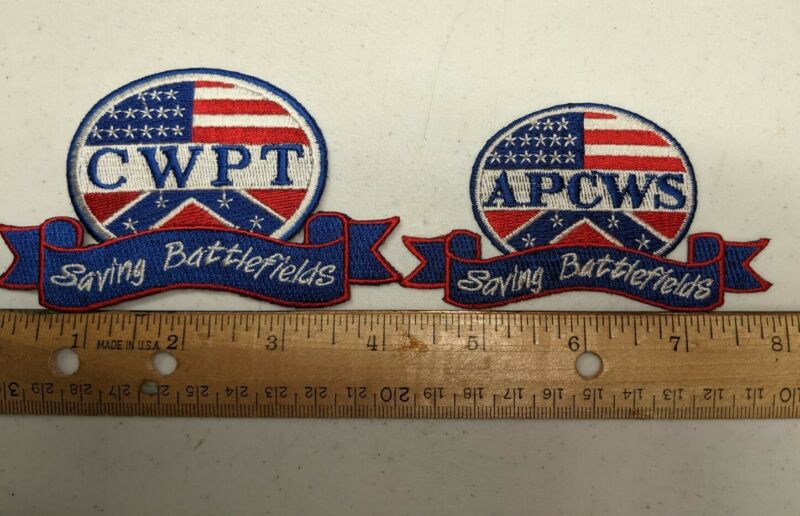 CWPT
Saving Battlefields
APCWS
Saving Battlefields
1 MADE IN U.S.A. 2 3 4 5 6 7 8